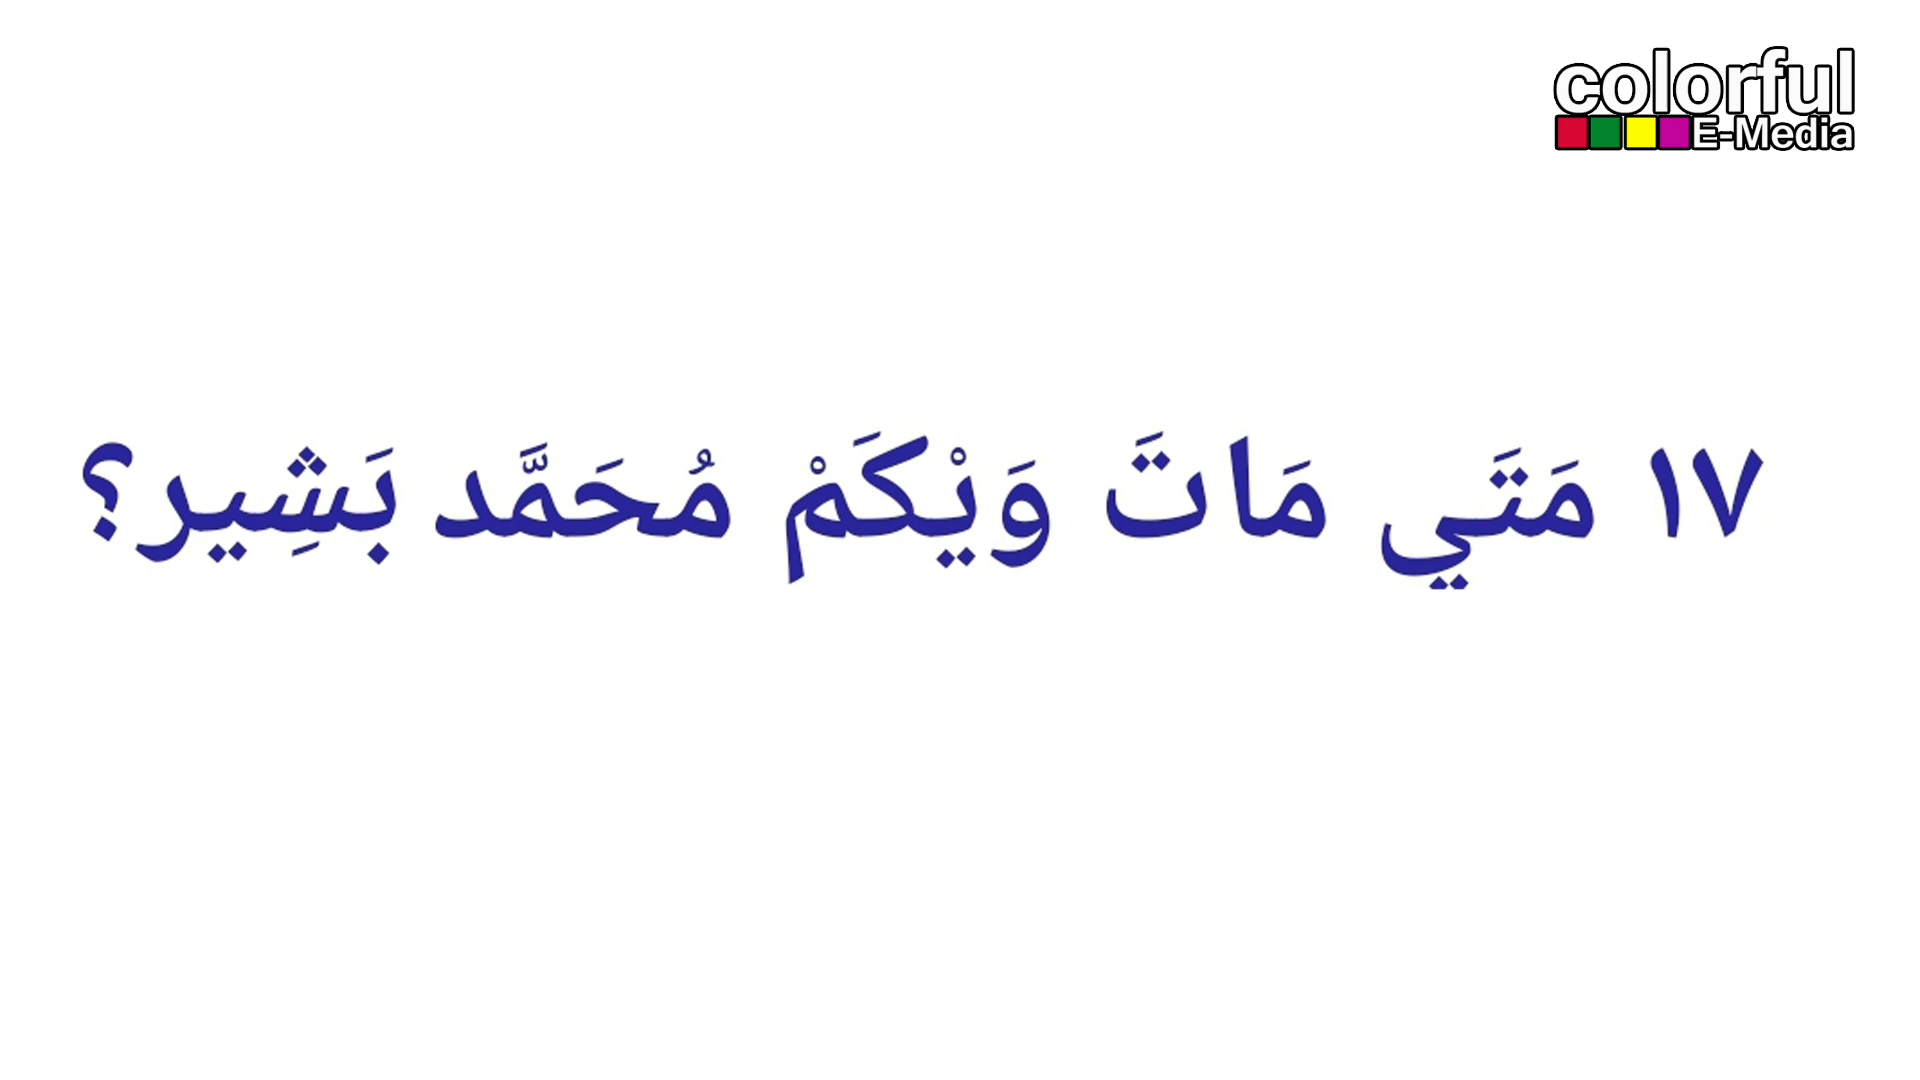 colorful
E-Media
١٧ مَتَي مَاتَ وَيْكَمْ مُحَمَّد بَشِير؟